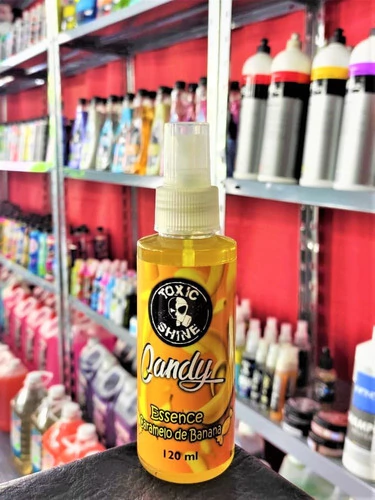 TOXIC
SHINE
Candy
Essence
Caramelo de Banana
120 ml